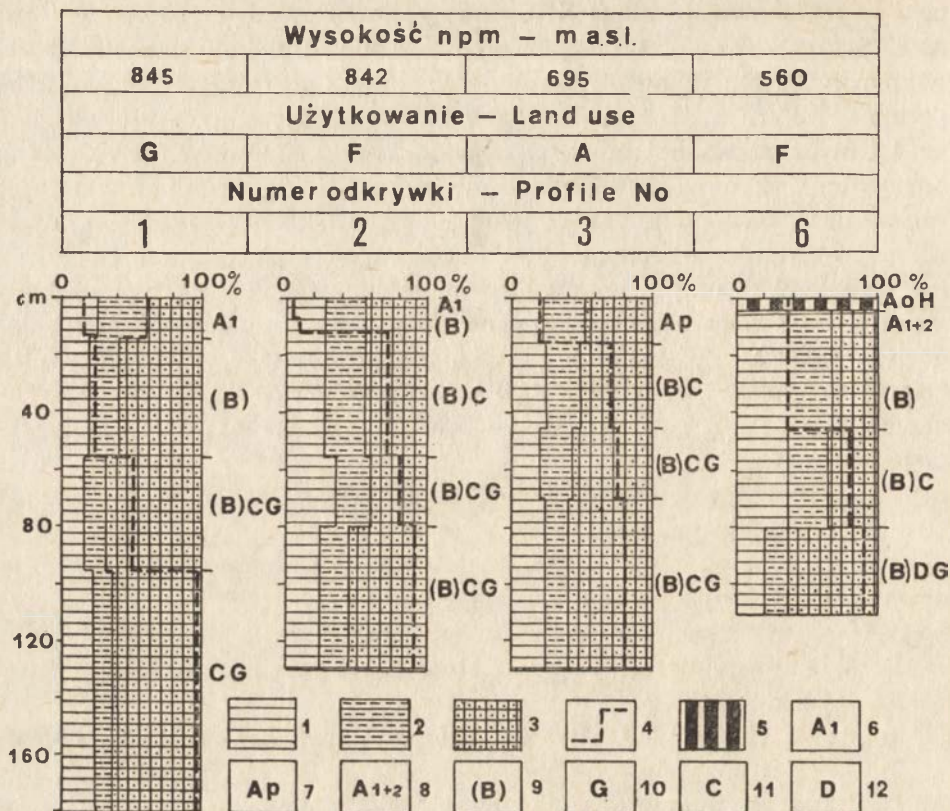 Wysokość npm – m a.s.l.
845 842 695 560
Użytkowanie – Land use
G F A F
Numer odkrywki – Profile No
1 2 3 6
0 100% 0 100% 0 100% 0 100%
cm A1 A1 Ap AoH
(B) A1+2
40 (B) (B)C (B)C (B)
80 (B)CG (B)CG (B)CG (B)C
(B)CG (B)CG (B)DG
120
CG
160
1 2 3 4 5 A1 6
Ap 7 A1+2 8 (B) 9 G 10 C 11 D 12